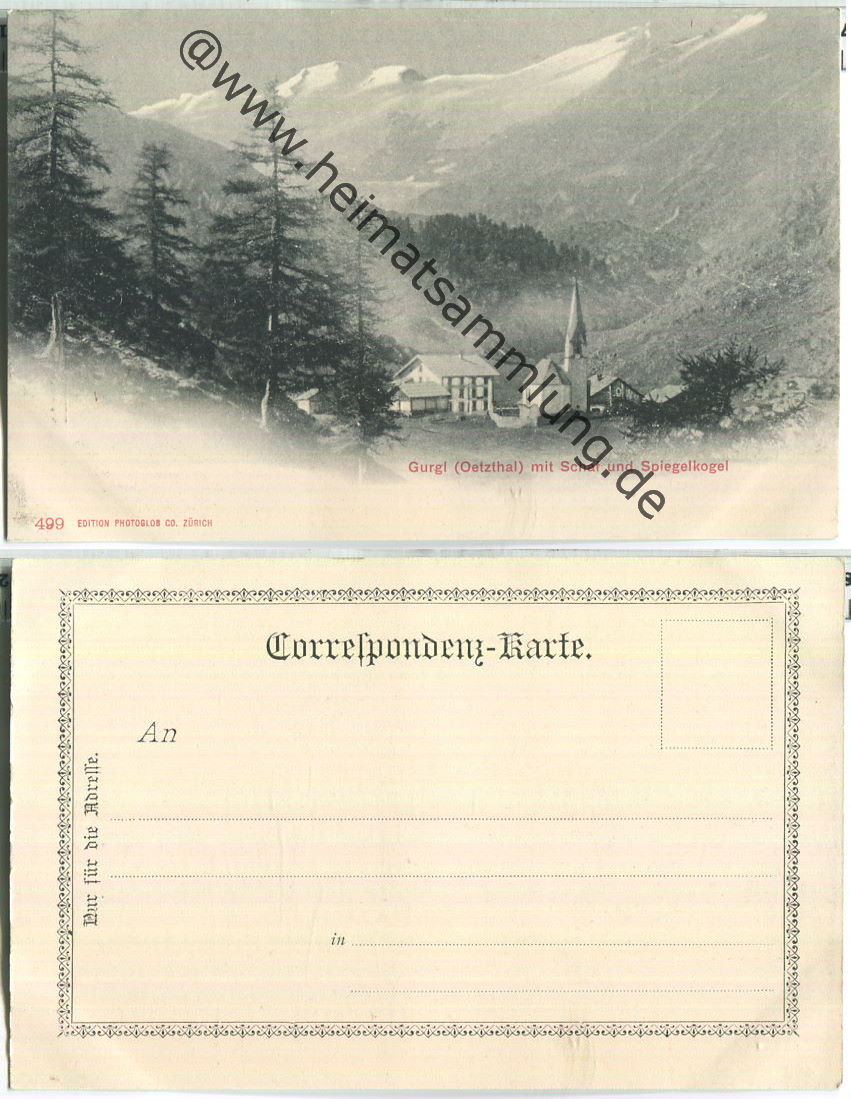 @www.heimatsammlung.de
Gurgl (Oetzthal) mit Schaf und Spiegelkogel
499 EDITION PHOTOGLOB CO. ZÜRICH
Correſpondenz-Karte.
An
Nur für die Adreſſe.
in